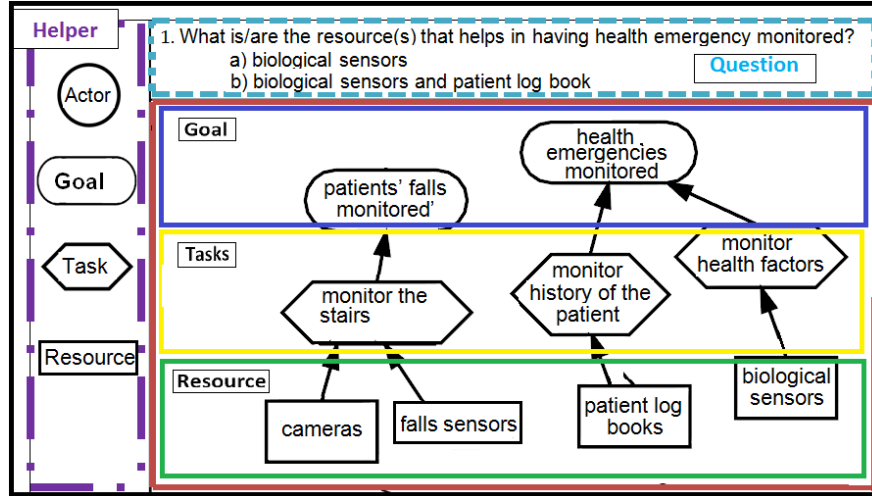 Helper
Actor
Goal
Task
Resource
1. What is/are the resource(s) that helps in having health emergency monitored?
a) biological sensors
b) biological sensors and patient log book
Question
Goal
patients' falls
monitored'
health
emergencies
monitored
Tasks
monitor the
stairs
monitor
history of the
patient
monitor
health factors
Resource
cameras
falls sensors
patient log
books
biological
sensors